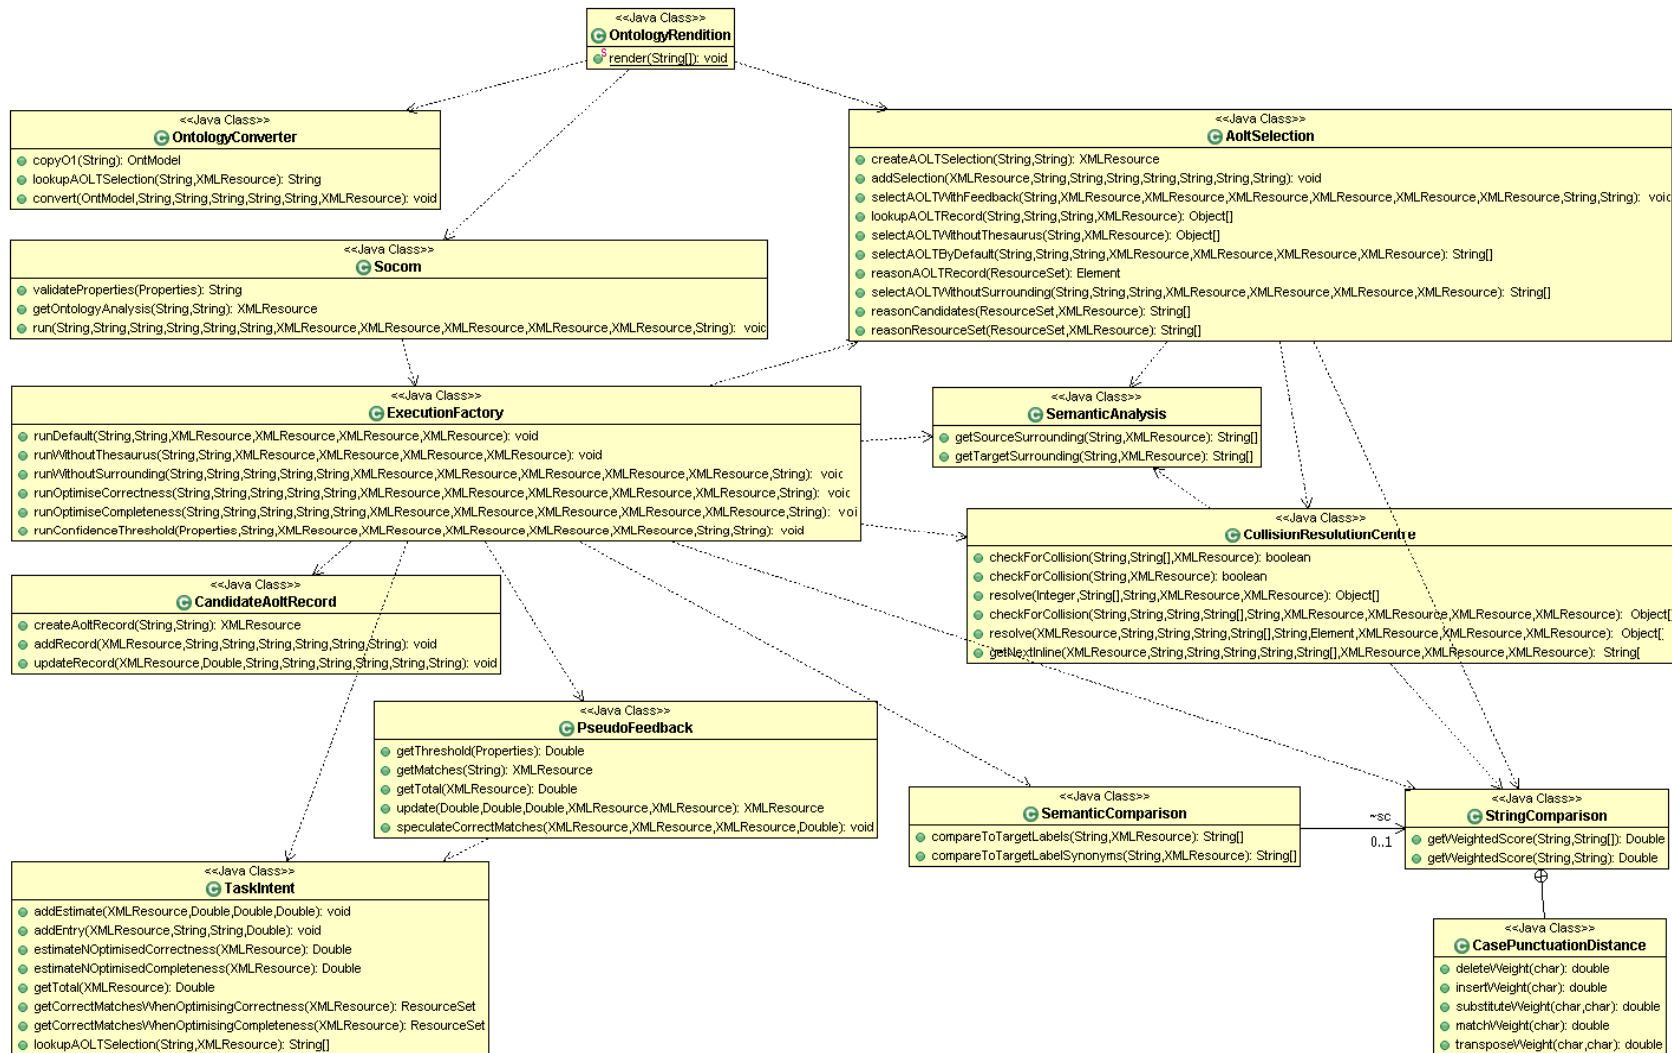 <<Java Class>>
OntologyRendition
render(String[]): void
<<Java Class>>
OntologyConverter
copyO1(String): OntModel
lookupAOLTSelection(String,XMLResource): String
convert(OntModel,String,String,String,String,String,XMLResource): void
<<Java Class>>
AoltSelection
createAOLTSelection(String,String): XMLResource
addSelection(XMLResource,String,String,String,String,String,String): void
selectAOLTWithFeedback(String,XMLResource,XMLResource,XMLResource,XMLResource,XMLResource,XMLResource,String,String): void
lookupAOLTRecord(String,String,String,XMLResource): Object[]
selectAOLTWithoutThesaurus(String,XMLResource): Object[]
selectAOLTByDefault(String,String,String,XMLResource,XMLResource,XMLResource,XMLResource): String[]
reasonAOLTRecord(ResourceSet): Element
selectAOLTWithoutSurrounding(String,String,String,XMLResource,XMLResource,XMLResource,XMLResource): String[]
reasonCandidates(ResourceSet,XMLResource): String[]
reasonResourceSet(ResourceSet,XMLResource): String[]
<<Java Class>>
Socom
validateProperties(Properties): String
getOntologyAnalysis(String,String): XMLResource
run(String,String,String,String,String,String,XMLResource,XMLResource,XMLResource,XMLResource,XMLResource,String): void
<<Java Class>>
ExecutionFactory
runDefault(String,String,XMLResource,XMLResource,XMLResource,XMLResource): void
runWithoutThesaurus(String,String,XMLResource,XMLResource,XMLResource,XMLResource): void
runWithoutSurrounding(String,String,String,String,String,XMLResource,XMLResource,XMLResource,XMLResource,XMLResource,String): void
runOptimiseCorrectness(String,String,String,String,String,XMLResource,XMLResource,XMLResource,XMLResource,XMLResource,String): void
runOptimiseCompleteness(String,String,String,String,String,XMLResource,XMLResource,XMLResource,XMLResource,XMLResource,String): voi
runConfidenceThreshold(Properties,String,XMLResource,XMLResource,XMLResource,XMLResource,XMLResource,String,String): void
<<Java Class>>
SemanticAnalysis
getSourceSurrounding(String,XMLResource): String[]
getTargetSurrounding(String,XMLResource): String[]
<<Java Class>>
CollisionResolutionCentre
checkForCollision(String,String[],XMLResource): boolean
checkForCollision(String,XMLResource): boolean
resolve(Integer,String[],String,XMLResource,XMLResource): Object[]
checkForCollision(String,String,String,String[],String,XMLResource,XMLResource,XMLResource,XMLResource): Object[
resolve(XMLResource,String,String,String,String[],String,Element,XMLResource,XMLResource,XMLResource): Object[]
getNextInline(XMLResource,String,String,String,String,String[],XMLResource,XMLResource,XMLResource): String[
<<Java Class>>
CandidateAoltRecord
createAoltRecord(String,String): XMLResource
addRecord(XMLResource,String,String,String,String,String): void
updateRecord(XMLResource,Double,String,String,String,String,String): void
<<Java Class>>
PseudoFeedback
getThreshold(Properties): Double
getMatches(String): XMLResource
getTotal(XMLResource): Double
update(Double,Double,Double,XMLResource,XMLResource): XMLResource
speculateCorrectMatches(XMLResource,XMLResource,XMLResource,Double): void
<<Java Class>>
SemanticComparison
compareToTargetLabels(String,XMLResource): String[]
compareToTargetLabelSynonyms(String,XMLResource): String[]
~sc
0..1
<<Java Class>>
StringComparison
getWeightedScore(String,String[]): Double
getWeightedScore(String,String): Double
<<Java Class>>
TaskIntent
addEstimate(XMLResource,Double,Double,Double): void
addEntry(XMLResource,String,String,Double): void
estimateNOptimisedCorrectness(XMLResource): Double
estimateNOptimisedCompleteness(XMLResource): Double
getTotal(XMLResource): Double
getCorrectMatchesWhenOptimisingCorrectness(XMLResource): ResourceSet
getCorrectMatchesWhenOptimisingCompleteness(XMLResource): ResourceSet
lookupAOLTSelection(String,XMLResource): String[]
<<Java Class>>
CasePunctuationDistance
deleteWeight(char): double
insertWeight(char): double
substituteWeight(char,char): double
matchWeight(char): double
transposeWeight(char,char): double